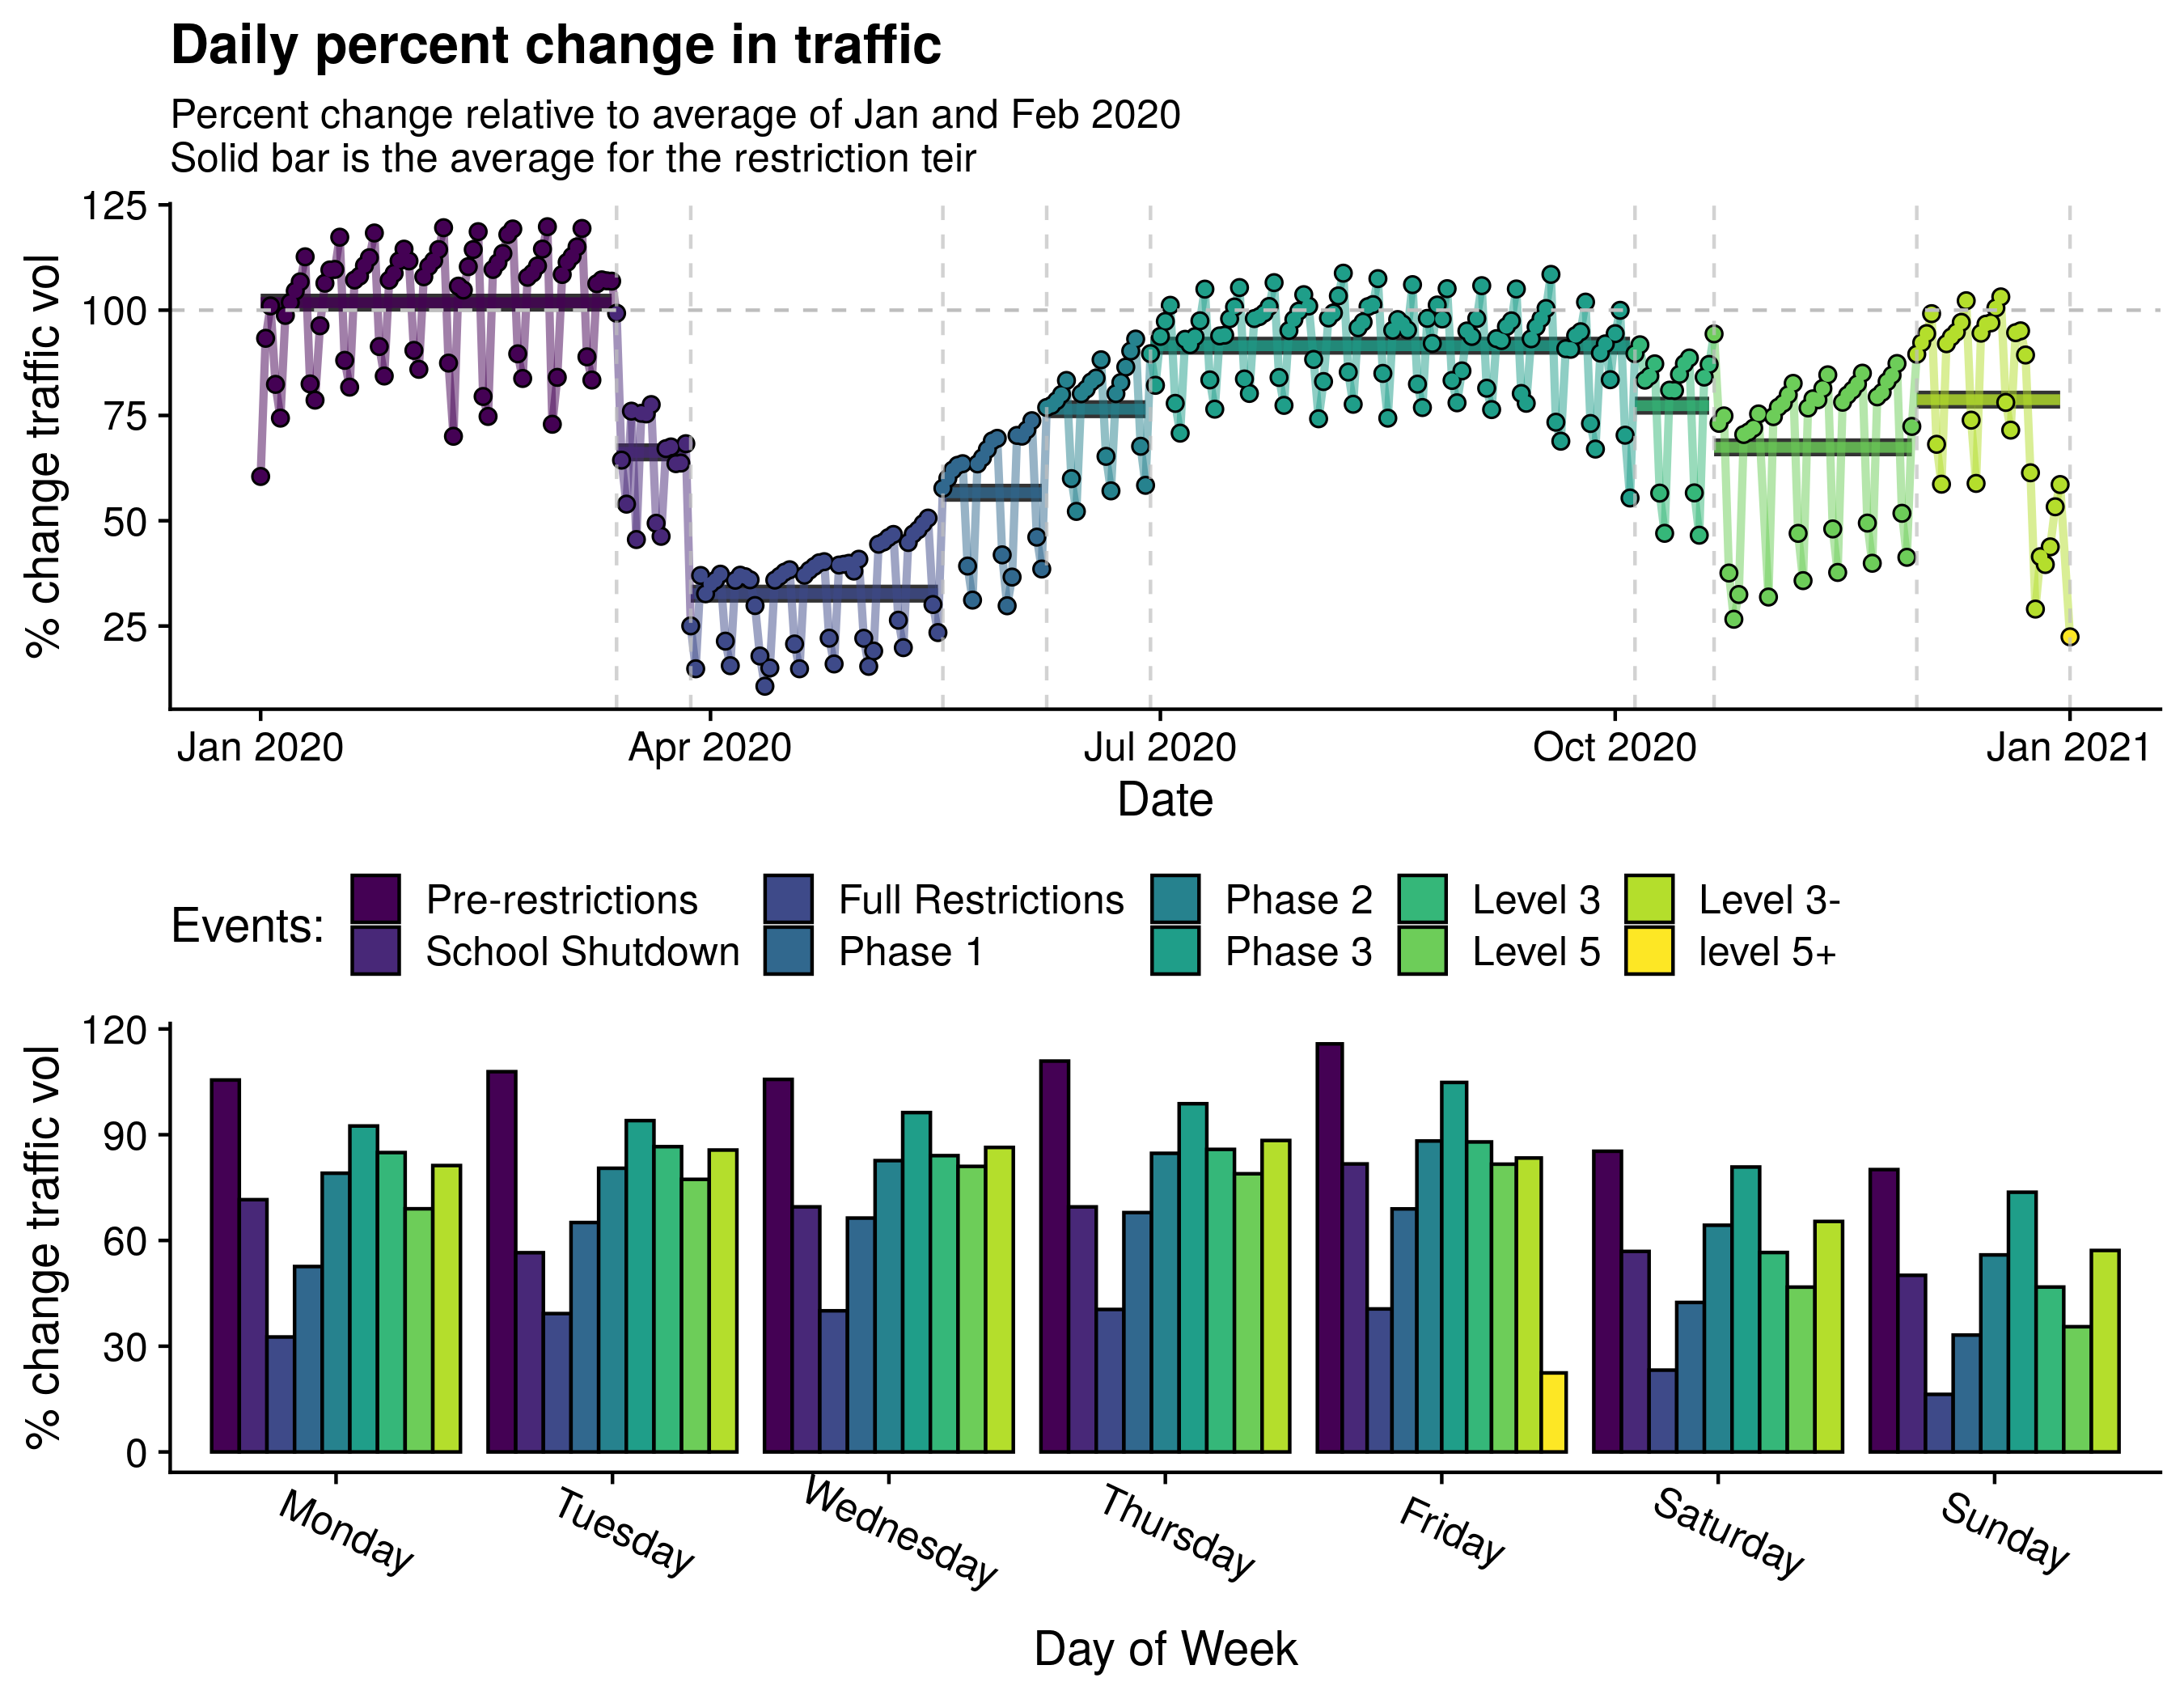 Daily percent change in traffic
Percent change relative to average of Jan and Feb 2020
Solid bar is the average for the restriction teir
% change traffic vol
125
100
75
50
25
Jan 2020 Apr 2020 Jul 2020 Oct 2020 Jan 2021
Date
Events:
Pre-restrictions Full Restrictions Phase 2 Level 3 Level 3-
School Shutdown Phase 1 Phase 3 Level 5 level 5+
% change traffic vol
120
90
60
30
0
Monday Tuesday Wednesday Thursday Friday Saturday Sunday
Day of Week